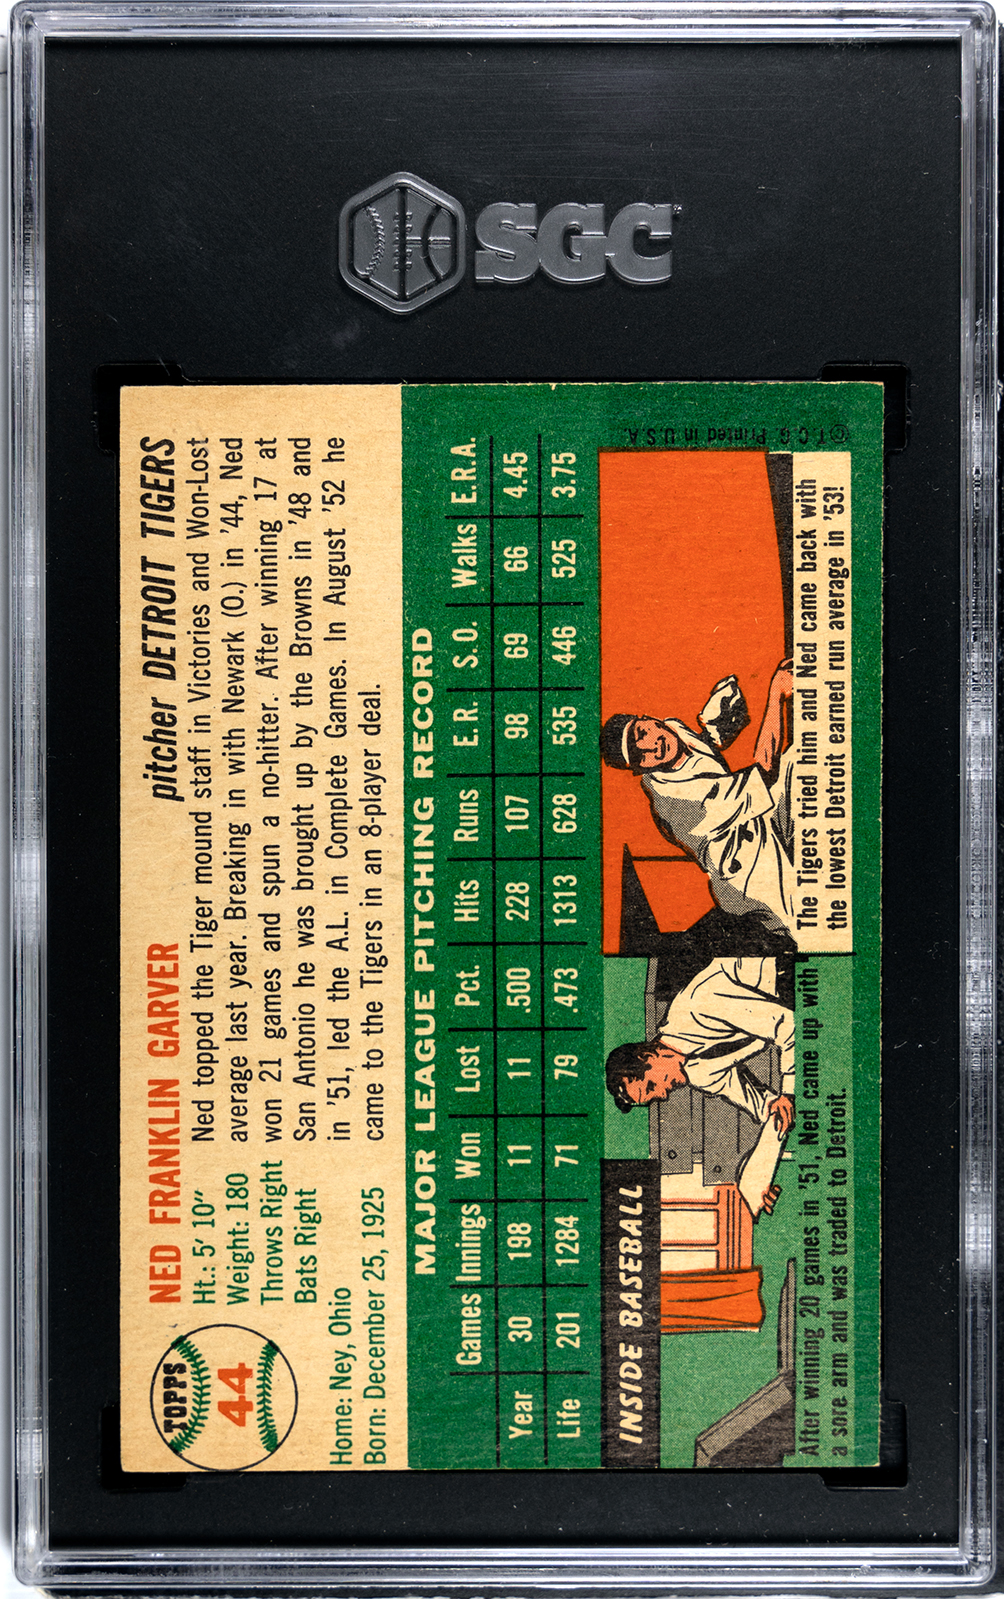 SGC
TOPPS
44
NED FRANKLIN GARVER
pitcher DETROIT TIGERS
Ht.: 5' 10"
Weight: 180
Throws Right
Bats Right
Home: Ney, Ohio
Born: December 25, 1925
Ned topped the Tiger mound staff in Victories and Won-Lost
average last year. Breaking in with Newark (O.) in '44, Ned
won 21 games and spun a no-hitter. After winning 17 at
San Antonio he was brought up by the Browns in '48 and
in '51, led the A.L. in Complete Games. In August '52 he
came to the Tigers in an 8-player deal.
MAJOR LEAGUE PITCHING RECORD
Games Innings Won Lost Pct. Hits Runs E.R. S.O. Walks E.R.A.
Year 30 198 11 11 .500 228 107 98 69 66 4.45
Life 201 1284 71 79 .473 1313 628 535 446 525 3.75
INSIDE BASEBALL
After winning 20 games in '51, Ned came up with
a sore arm and was traded to Detroit.
The Tigers tried him and Ned came back with
the lowest Detroit earned run average in '53!
© T. C. G. Printed in U.S.A.